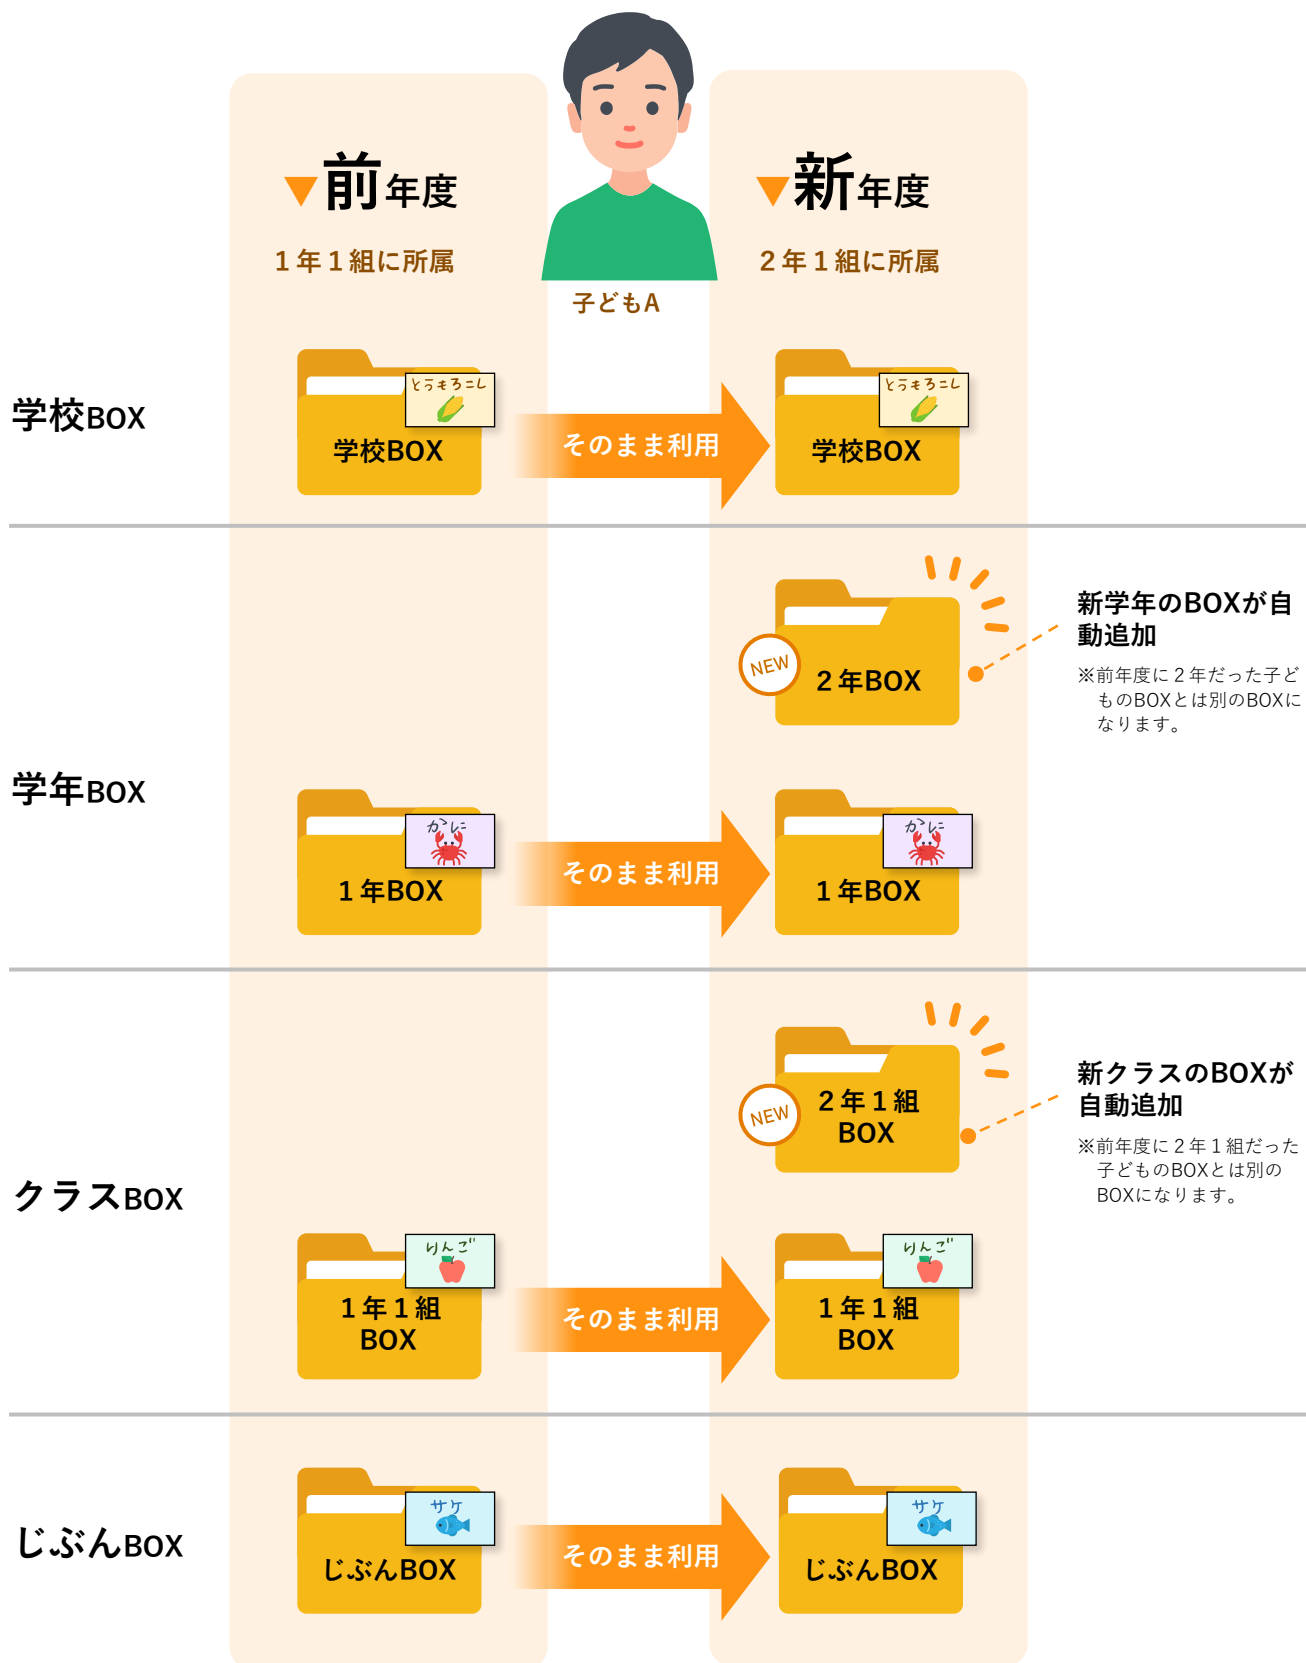 ▼前年度
1年1組に所属
子どもA
▼新年度
2年1組に所属
学校BOX
とうもろこし
学校BOX
そのまま利用
とうもろこし
学校BOX
学年BOX
NEW
2年BOX
新学年のBOXが自
動追加
※前年度に2年だった子ど
ものBOXとは別のBOXに
なります。
かに
1年BOX
そのまま利用
かに
1年BOX
クラスBOX
NEW
2年1組
BOX
新クラスのBOXが
自動追加
※前年度に2年1組だった
子どものBOXとは別の
BOXになります。
りんご
1年1組
BOX
そのまま利用
りんご
1年1組
BOX
じぶんBOX
サケ
じぶんBOX
そのまま利用
サケ
じぶんBOX